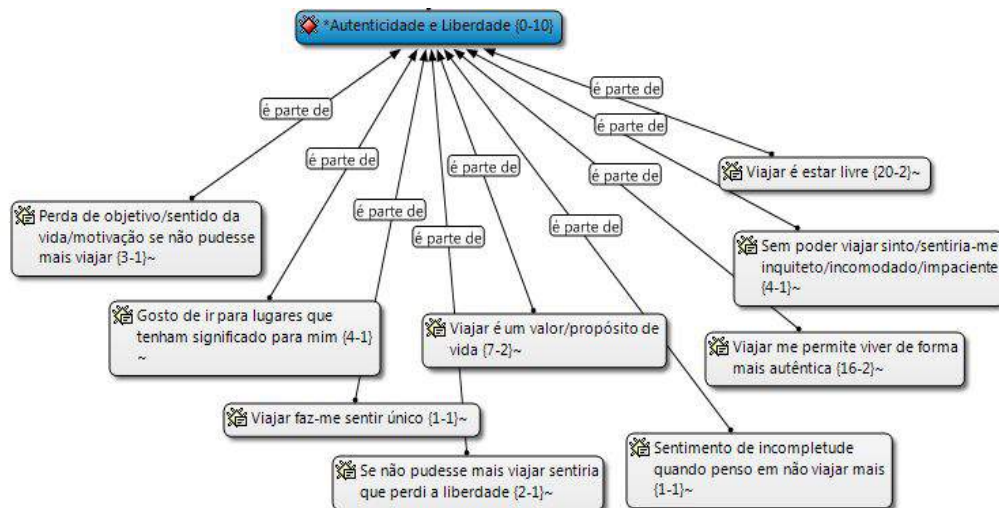 *Autenticidade e Liberdade {0-10}
é parte de
é parte de
é parte de
é parte de
é parte de
é parte de
é parte de
é parte de
é parte de
Viajar é estar livre {20-2}~
Perda de objetivo/sentido da
vida/motivação se não pudesse
mais viajar {3-1}~
Sem poder viajar sinto/sentiria-me
inquieto/incomodado/impaciente
{4-1}~
Gosto de ir para lugares que
tenham significado para mim {4-1}
~
Viajar é um valor/propósito de
vida {7-2}~
Viajar me permite viver de forma
mais autêntica {16-2}~
Viajar faz-me sentir único {1-1}~
Sentimento de incompletude
quando penso em não viajar mais
{1-1}~
Se não pudesse mais viajar sentiria
que perdi a liberdade {2-1}~